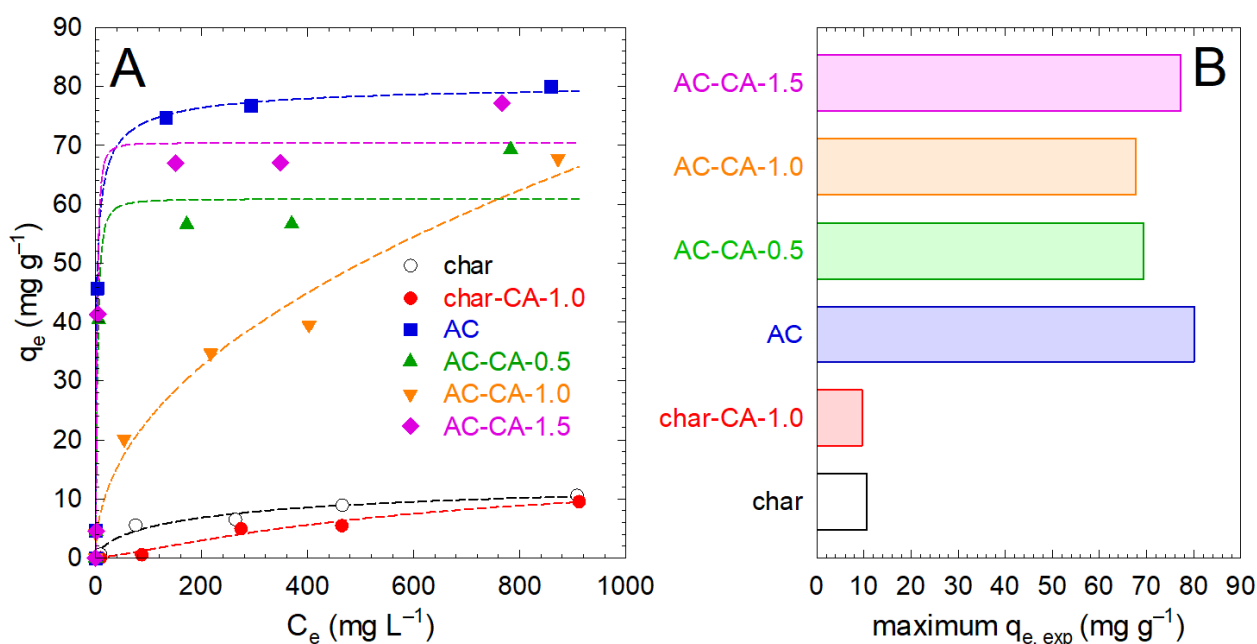 A
90
80
70
60
50
40
30
20
10
0
qe (mg g⁻¹)
char
char-CA-1.0
AC
AC-CA-0.5
AC-CA-1.0
AC-CA-1.5
0 200 400 600 800 1000
Ce (mg L⁻¹)
B
AC-CA-1.5
AC-CA-1.0
AC-CA-0.5
AC
char-CA-1.0
char
0 10 20 30 40 50 60 70 80 90
maximum qe, exp (mg g⁻¹)